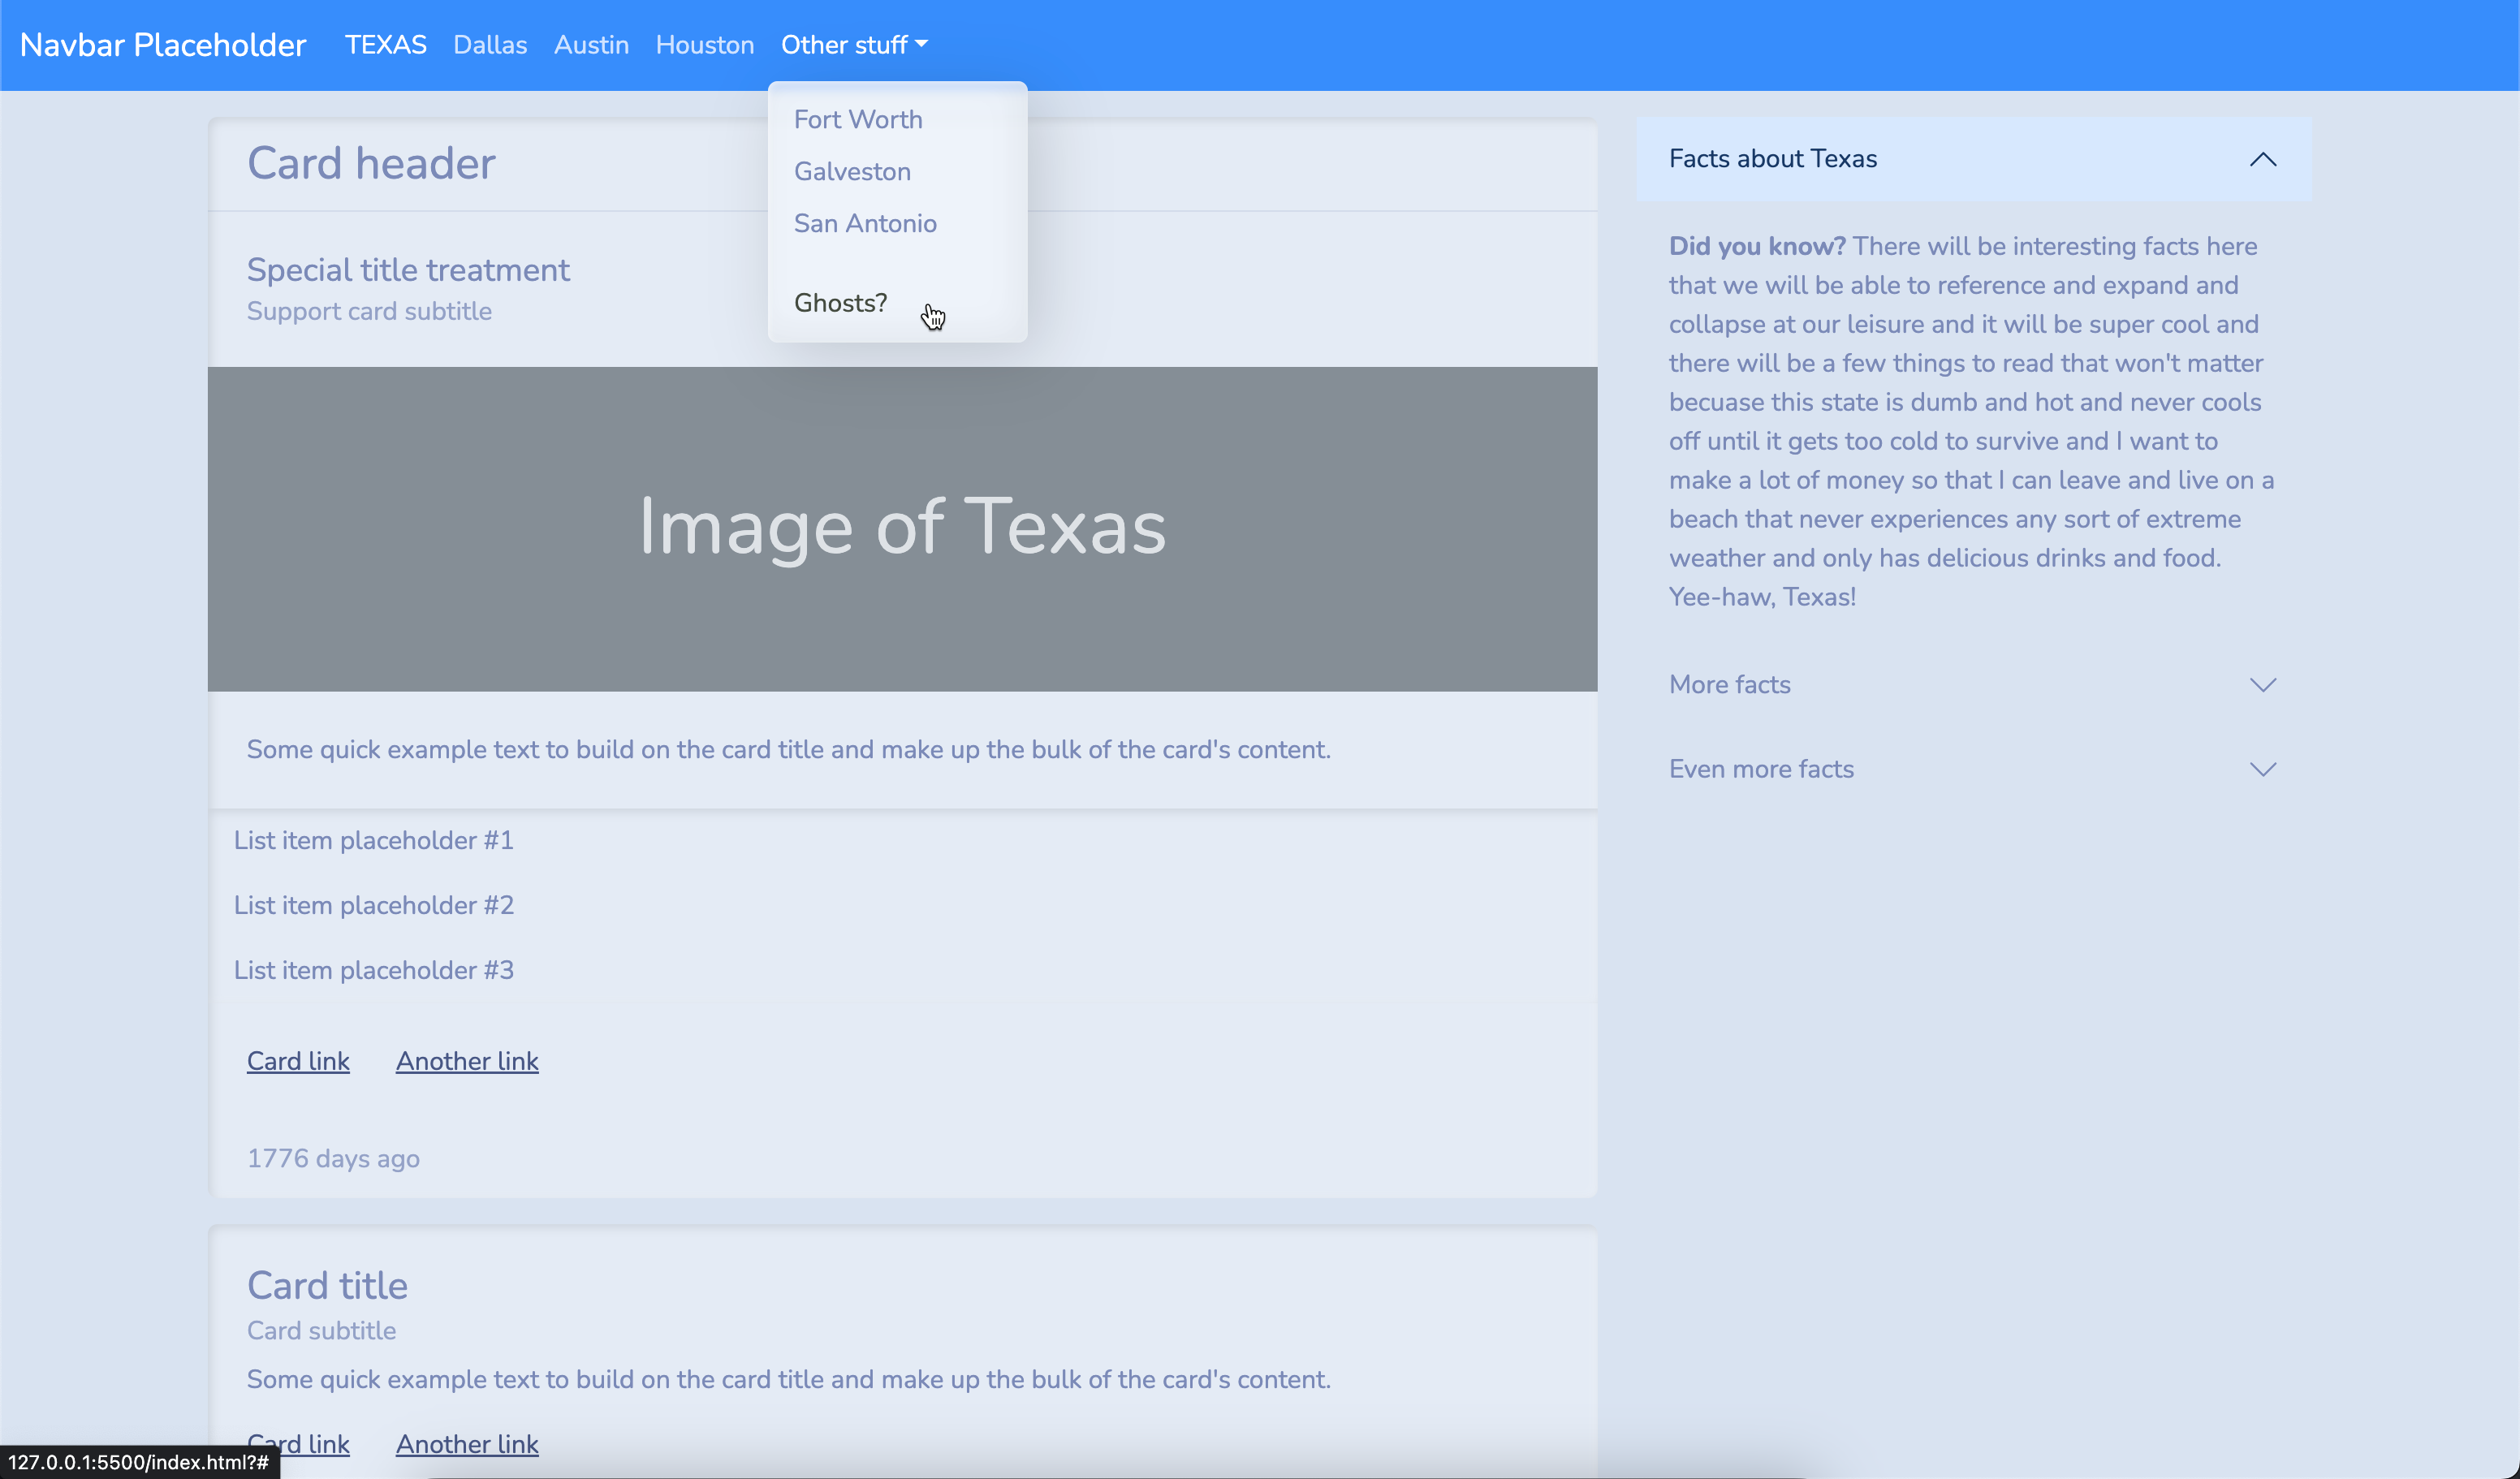 Navbar Placeholder TEXAS Dallas Austin Houston Other stuff
Fort Worth
Galveston
San Antonio
Ghosts?
Card header
Special title treatment
Support card subtitle
Image of Texas
Some quick example text to build on the card title and make up the bulk of the card's content.
List item placeholder #1
List item placeholder #2
List item placeholder #3
Card link Another link
1776 days ago
Card title
Card subtitle
Some quick example text to build on the card title and make up the bulk of the card's content.
Card link Another link
Facts about Texas
Did you know? There will be interesting facts here
that we will be able to reference and expand and
collapse at our leisure and it will be super cool and
there will be a few things to read that won't matter
becuase this state is dumb and hot and never cools
off until it gets too cold to survive and I want to
make a lot of money so that I can leave and live on a
beach that never experiences any sort of extreme
weather and only has delicious drinks and food.
Yee-haw, Texas!
More facts
Even more facts
127.0.0.1:5500/index.html?#